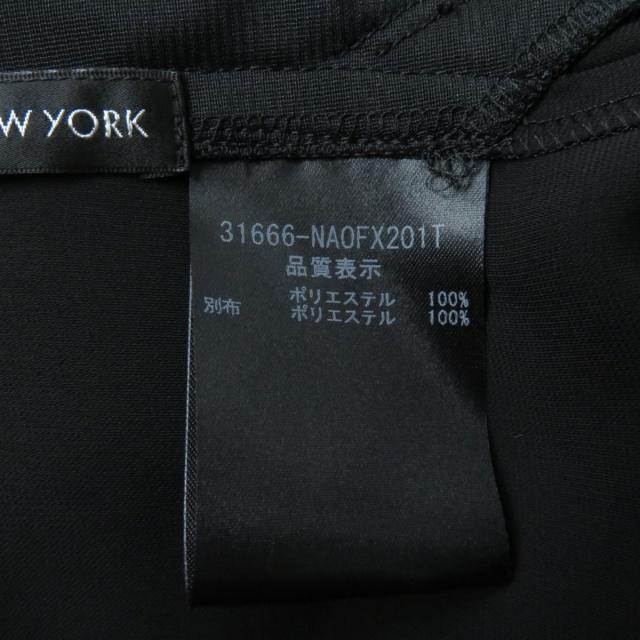 W YORK
31666-NAOFX201T
品質表示
ポリエステル 100%
別布 ポリエステル 100%